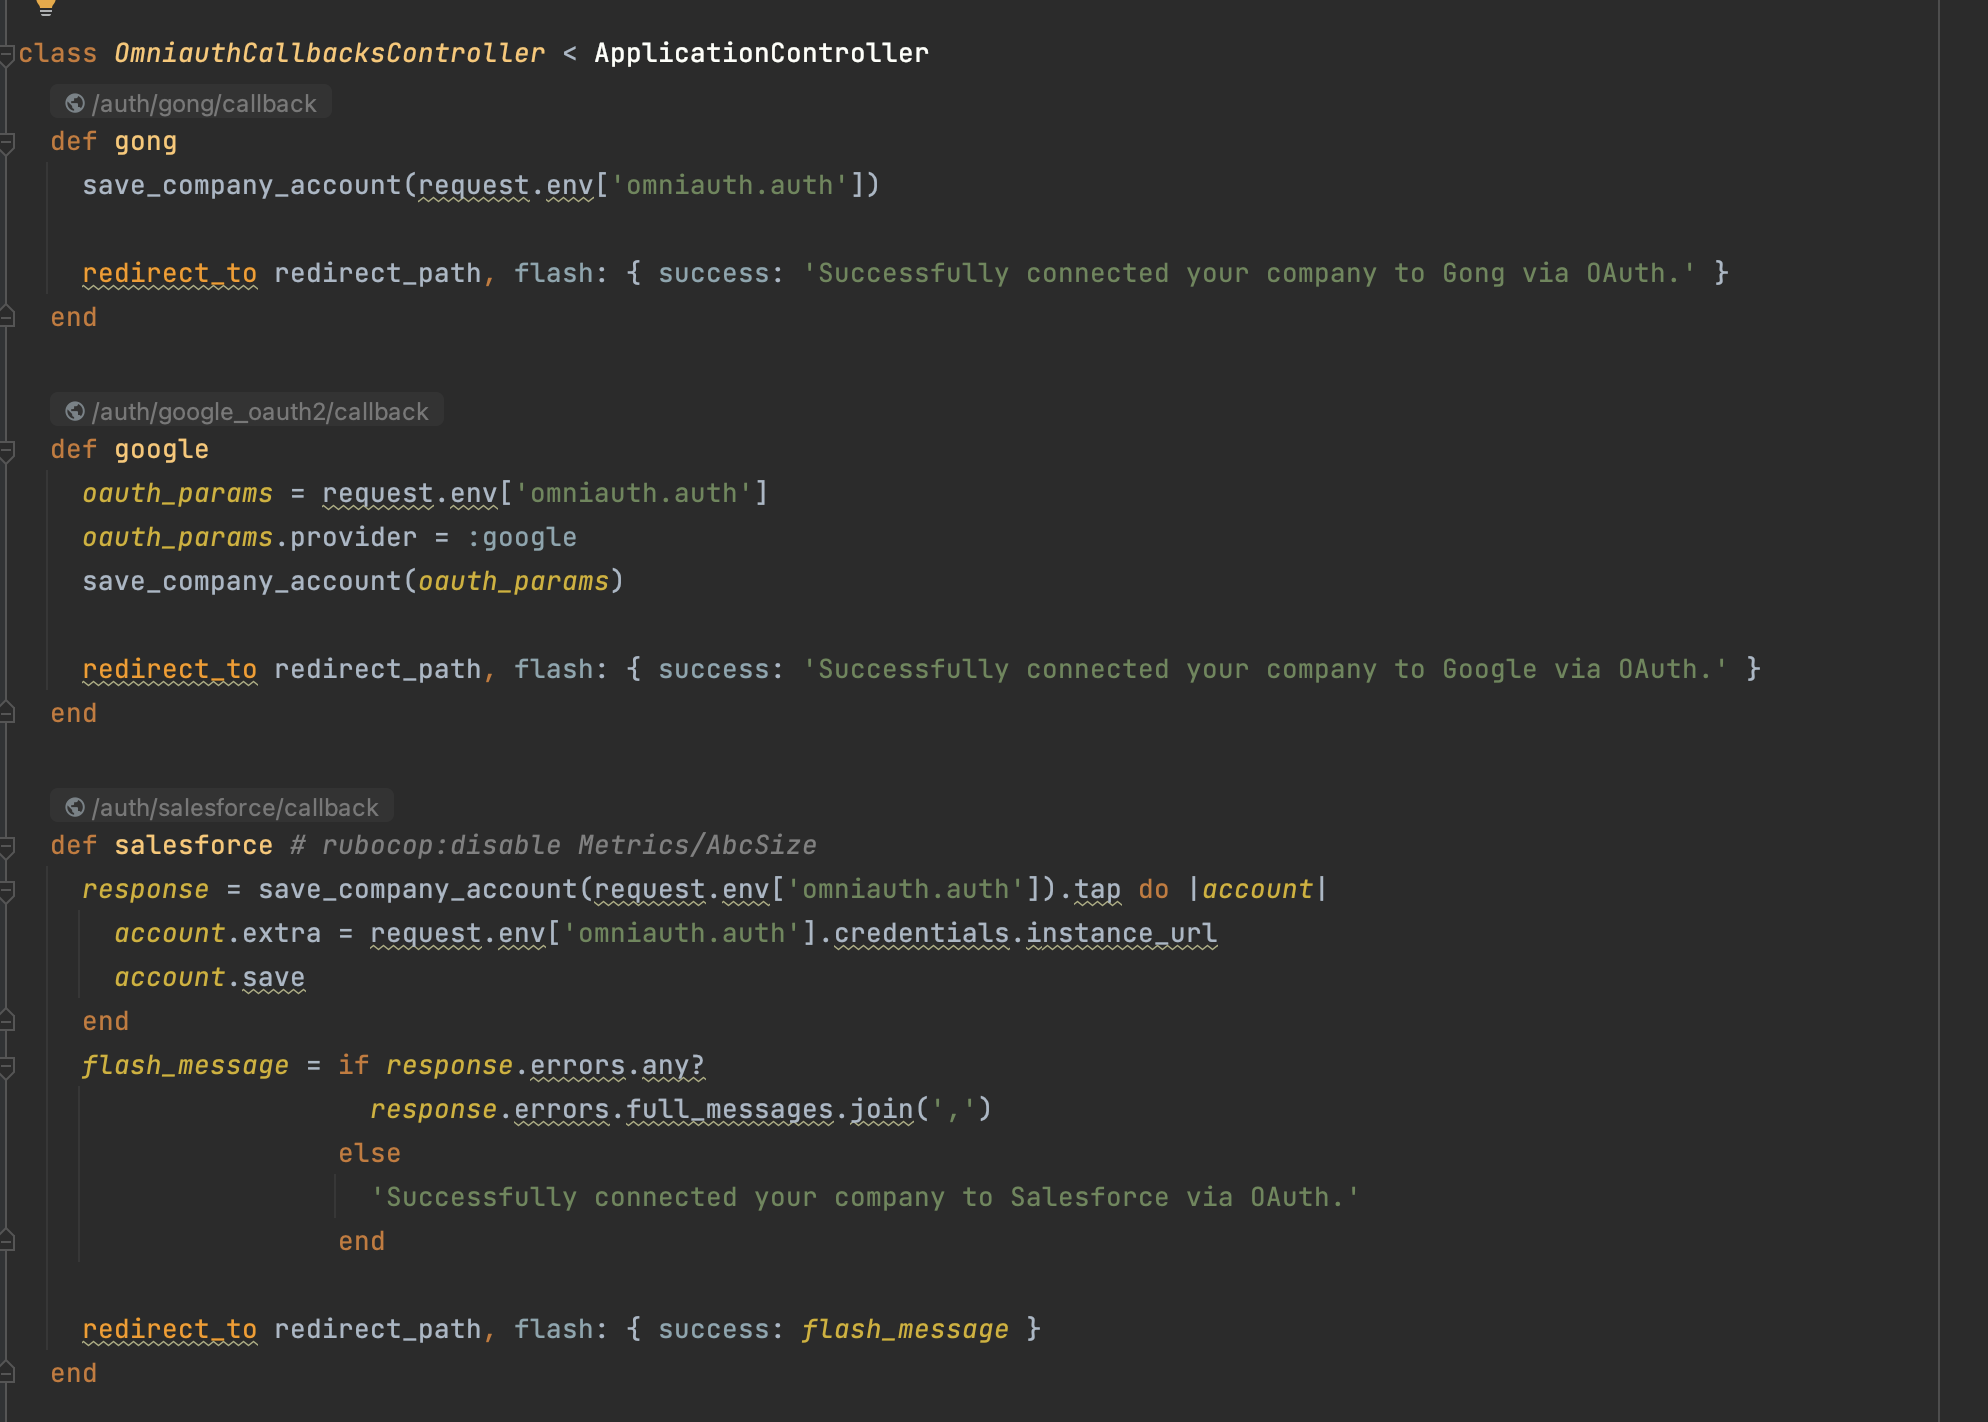 class OmniauthCallbacksController < ApplicationController
/auth/gong/callback
def gong
save_company_account(request.env['omniauth.auth'])
redirect_to redirect_path, flash: { success: 'Successfully connected your company to Gong via OAuth.' }
end
/auth/google_oauth2/callback
def google
oauth_params = request.env['omniauth.auth']
oauth_params.provider = :google
save_company_account(oauth_params)
redirect_to redirect_path, flash: { success: 'Successfully connected your company to Google via OAuth.' }
end
/auth/salesforce/callback
def salesforce # rubocop:disable Metrics/AbcSize
response = save_company_account(request.env['omniauth.auth']).tap do |account|
account.extra = request.env['omniauth.auth'].credentials.instance_url
account.save
end
flash_message = if response.errors.any?
response.errors.full_messages.join(',')
else
'Successfully connected your company to Salesforce via OAuth.'
end
redirect_to redirect_path, flash: { success: flash_message }
end